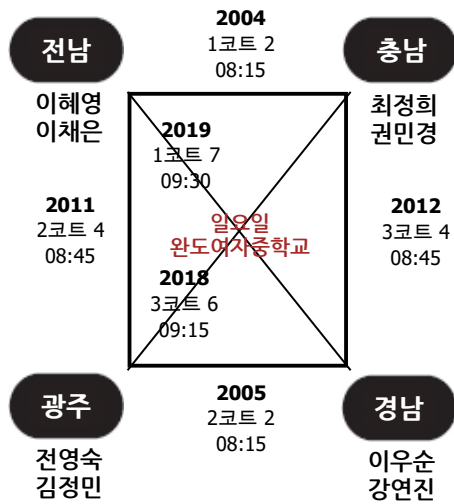 2004
1코트 2
08:15
전남
충남
이혜영
이채은
최정희
권민경
2019
1코트 7
09:30
2011
2코트 4
08:45
일요일
완도여자중학교
2012
3코트 4
08:45
2018
3코트 6
09:15
광주
2005
2코트 2
08:15
경남
전영숙
김정민
이우순
강연진